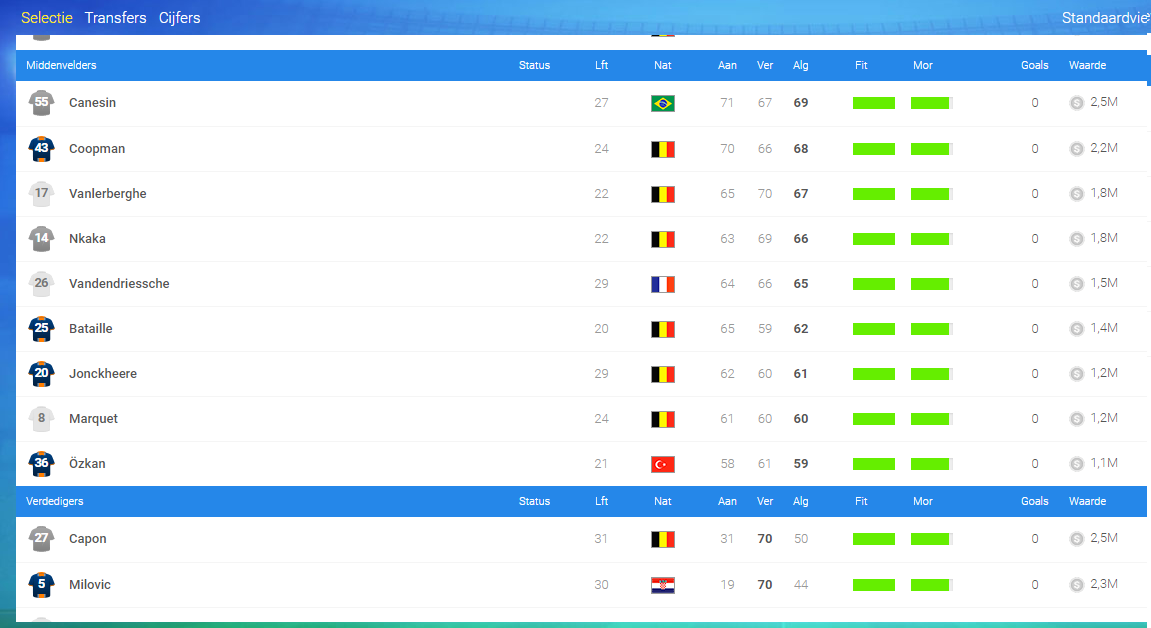 Selectie Transfers Cijfers Standaardvie
Middenvelders Status Lft Nat Aan Ver Alg Fit Mor Goals Waarde
55 Canesin 27 71 67 69 0 S 2,5M
43 Coopman 24 70 66 68 0 S 2,2M
17 Vanlerberghe 22 65 70 67 0 S 1,8M
14 Nkaka 22 63 69 66 0 S 1,8M
26 Vandendriessche 29 64 66 65 0 S 1,5M
25 Bataille 20 65 59 62 0 S 1,4M
20 Jonckheere 29 62 60 61 0 S 1,2M
8 Marquet 24 61 60 60 0 S 1,2M
36 Özkan 21 58 61 59 0 S 1,1M
Verdedigers Status Lft Nat Aan Ver Alg Fit Mor Goals Waarde
27 Capon 31 31 70 50 0 S 2,5M
5 Milovic 30 19 70 44 0 S 2,3M